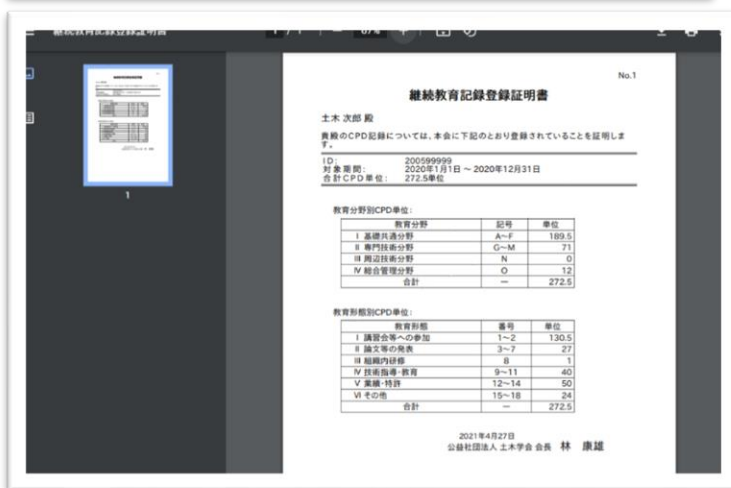 継続教育記録登録証明書
1 / 1
67%
1
No.1
継続教育記録登録証明書
土木 次郎 殿
貴殿のCPD記録については、本会に下記のとおり登録されていることを証明しま
す。
ID: 200599999
対象期間: 2020年1月1日 ~ 2020年12月31日
合計CPD単位: 272.5単位
教育分野別CPD単位:
教育分野 記号 単位
Ⅰ 基礎共通分野 A~F 189.5
Ⅱ 専門技術分野 G~M 71
Ⅲ 周辺技術分野 N 0
Ⅳ 総合管理分野 O 12
合計 — 272.5
教育形態別CPD単位:
教育形態 番号 単位
Ⅰ 講習会等への参加 1~2 130.5
Ⅱ 論文等の発表 3~7 27
Ⅲ 組織内研修 8 1
Ⅳ 技術指導・教育 9~11 40
Ⅴ 業績・特許 12~14 50
Ⅵ その他 15~18 24
合計 — 272.5
2021年4月27日
公益社団法人 土木学会 会長 林 康雄